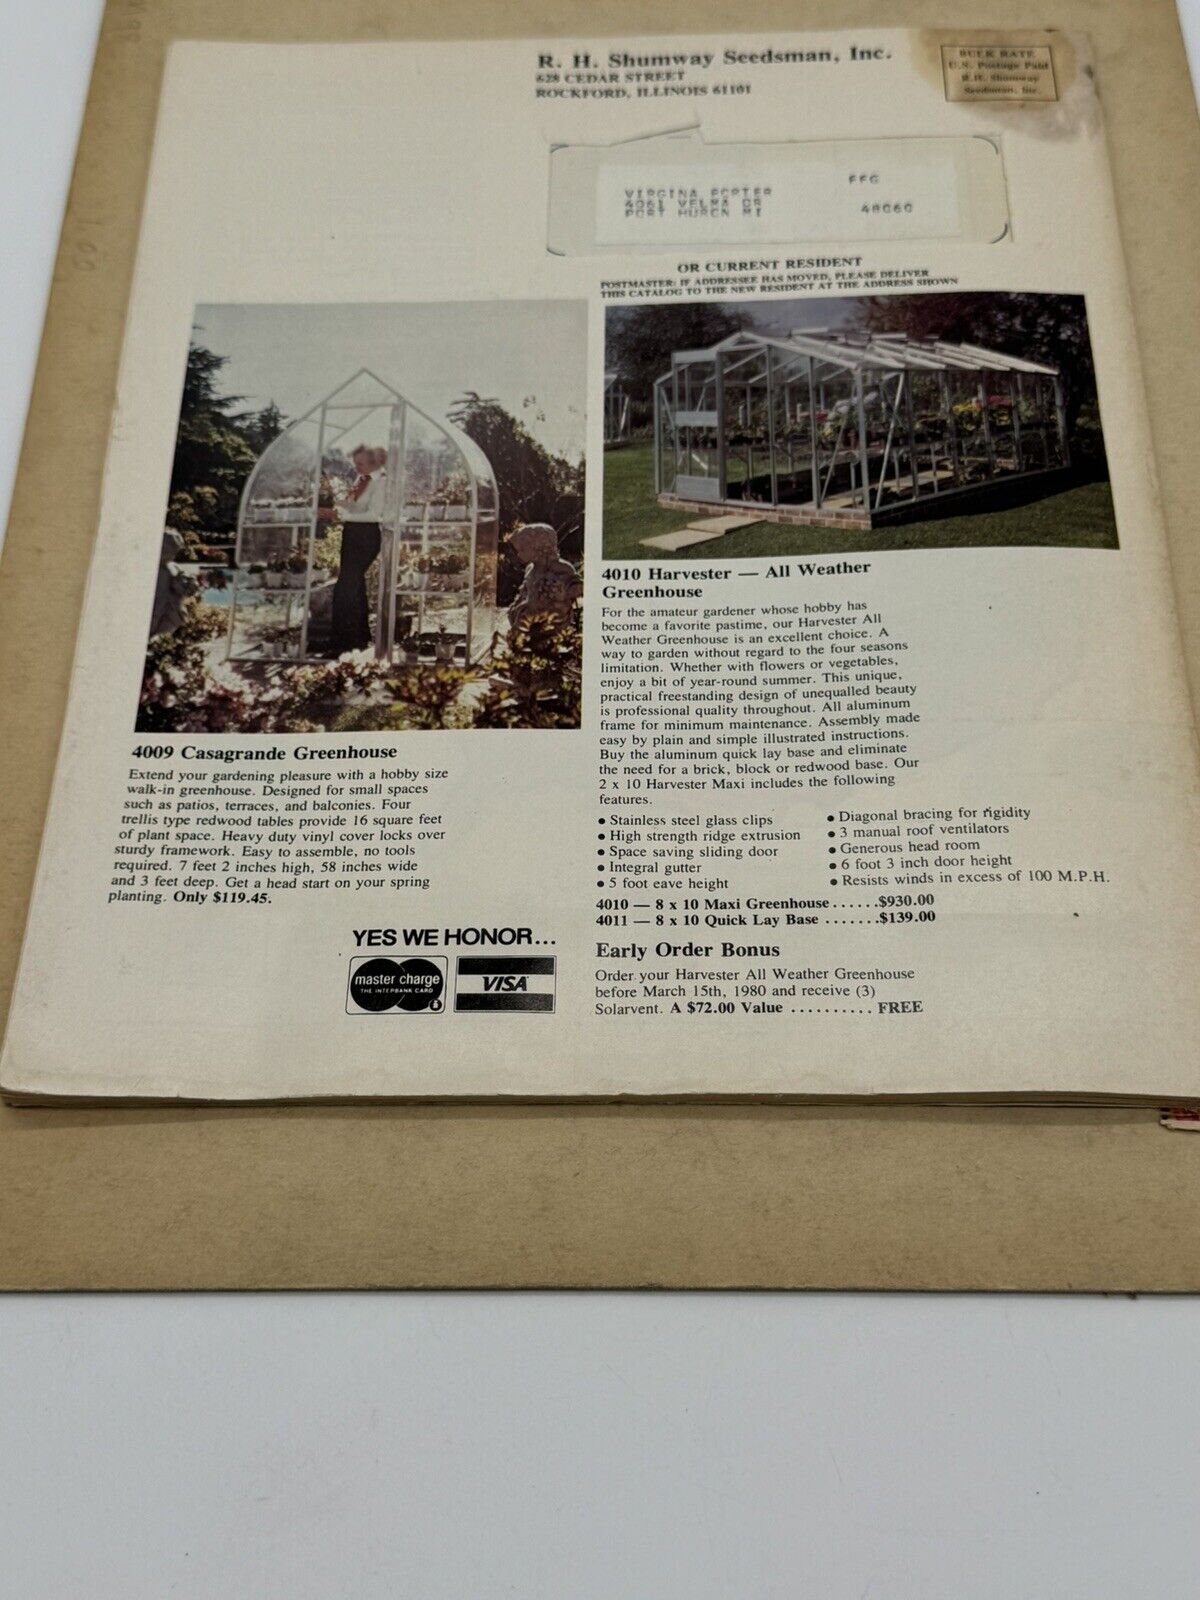 R. H. Shumway Seedsman, Inc.
628 CEDAR STREET
ROCKFORD, ILLINOIS 61101
BULK RATE
U.S. Postage Paid
R.H. Shumway
Seedsman, Inc.
FFG
VIRGINA PORTER
4061 VELMA DR
PORT HURON MI 48060
OR CURRENT RESIDENT
POSTMASTER: IF ADDRESSEE HAS MOVED, PLEASE DELIVER
THIS CATALOG TO THE NEW RESIDENT AT THE ADDRESS SHOWN
4009 Casagrande Greenhouse
Extend your gardening pleasure with a hobby size
walk-in greenhouse. Designed for small spaces
such as patios, terraces, and balconies. Four
trellis type redwood tables provide 16 square feet
of plant space. Heavy duty vinyl cover locks over
sturdy framework. Easy to assemble, no tools
required. 7 feet 2 inches high, 58 inches wide
and 3 feet deep. Get a head start on your spring
planting. Only $119.45.
YES WE HONOR...
master charge
THE INTERBANK CARD
VISA
4010 Harvester — All Weather
Greenhouse
For the amateur gardener whose hobby has
become a favorite pastime, our Harvester All
Weather Greenhouse is an excellent choice. A
way to garden without regard to the four seasons
limitation. Whether with flowers or vegetables,
enjoy a bit of year-round summer. This unique,
practical freestanding design of unequalled beauty
is professional quality throughout. All aluminum
frame for minimum maintenance. Assembly made
easy by plain and simple illustrated instructions.
Buy the aluminum quick lay base and eliminate
the need for a brick, block or redwood base. Our
2 x 10 Harvester Maxi includes the following
features.
• Stainless steel glass clips
• High strength ridge extrusion
• Space saving sliding door
• Integral gutter
• 5 foot eave height
• Diagonal bracing for rigidity
• 3 manual roof ventilators
• Generous head room
• 6 foot 3 inch door height
• Resists winds in excess of 100 M.P.H.
4010 — 8 x 10 Maxi Greenhouse ......$930.00
4011 — 8 x 10 Quick Lay Base .......$139.00
Early Order Bonus
Order your Harvester All Weather Greenhouse
before March 15th, 1980 and receive (3)
Solarvent. A $72.00 Value .......... FREE